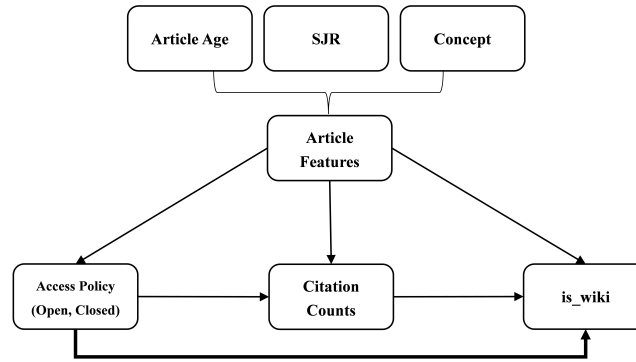 Article Age
SJR
Concept
Article
Features
Access Policy
(Open, Closed)
Citation
Counts
is_wiki